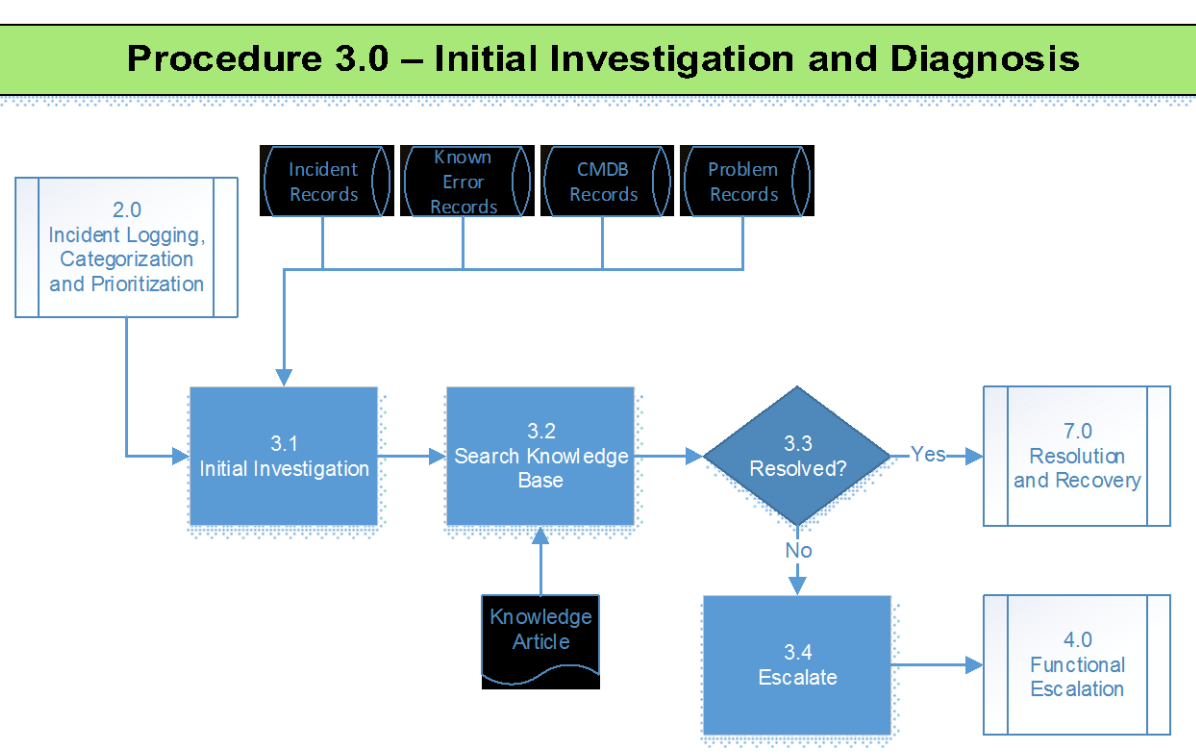 Procedure 3.0 – Initial Investigation and Diagnosis
Incident
Records
Known
Error
Records
CMDB
Records
Problem
Records
2.0
Incident Logging,
Categorization
and Prioritization
3.1
Initial Investigation
3.2
Search Knowledge
Base
3.3
Resolved?
Yes
7.0
Resolution
and Recovery
No
Knowledge
Article
3.4
Escalate
4.0
Functional
Escalation